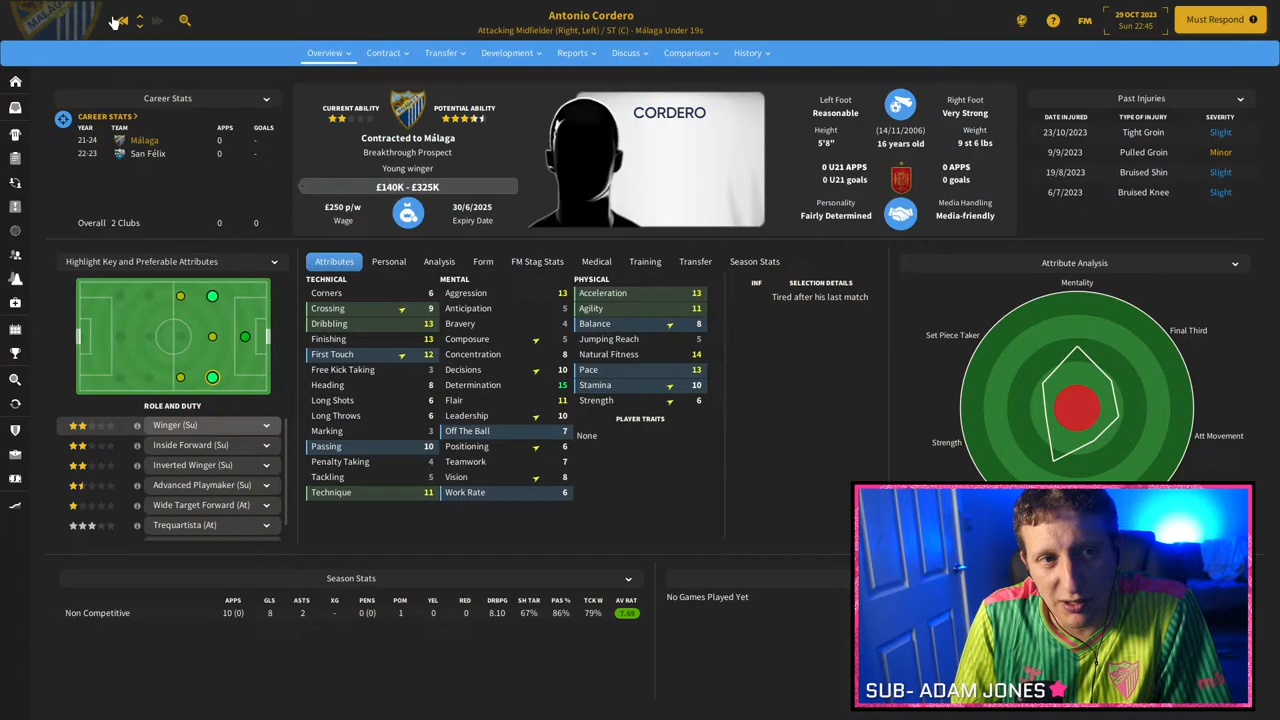 MÁLAGA
Antonio Cordero
Attacking Midfielder (Right, Left) / ST (C) - Málaga Under 19s
FM
29 OCT 2023
Sun 22:45
Must Respond
Overview
Contract
Transfer
Development
Reports
Discuss
Comparison
History
Career Stats
CAREER STATS >
YEAR TEAM APPS GOALS
21-24 Málaga 0 -
22-23 San Félix 0 -
Overall 2 Clubs 0 0
CURRENT ABILITY
POTENTIAL ABILITY
Contracted to Málaga
Breakthrough Prospect
Young winger
£140K - £325K
£250 p/w
Wage
30/6/2025
Expiry Date
CORDERO
Left Foot
Reasonable
Right Foot
Very Strong
Height
5'8"
(14/11/2006)
16 years old
Weight
9 st 6 lbs
0 U21 APPS
0 U21 goals
0 APPS
0 goals
Personality
Fairly Determined
Media Handling
Media-friendly
Past Injuries
DATE INJURED TYPE OF INJURY SEVERITY
23/10/2023 Tight Groin Slight
9/9/2023 Pulled Groin Minor
19/8/2023 Bruised Shin Slight
6/7/2023 Bruised Knee Slight
Highlight Key and Preferable Attributes
ROLE AND DUTY
Winger (Su)
Inside Forward (Su)
Inverted Winger (Su)
Advanced Playmaker (Su)
Wide Target Forward (At)
Trequartista (At)
Attributes
Personal
Analysis
Form
FM Stag Stats
Medical
Training
Transfer
Season Stats
TECHNICAL
Corners 6
Crossing 9
Dribbling 13
Finishing 13
First Touch 12
Free Kick Taking 3
Heading 8
Long Shots 6
Long Throws 6
Marking 3
Passing 10
Penalty Taking 4
Tackling 5
Technique 11
MENTAL
Aggression 13
Anticipation 5
Bravery 4
Composure 5
Concentration 8
Decisions 10
Determination 15
Flair 11
Leadership 10
Off The Ball 7
Positioning 6
Teamwork 7
Vision 8
Work Rate 6
PHYSICAL
Acceleration 13
Agility 11
Balance 8
Jumping Reach 5
Natural Fitness 14
Pace 13
Stamina 10
Strength 6
PLAYER TRAITS
None
INF SELECTION DETAILS
Tired after his last match
Attribute Analysis
Mentality
Set Piece Taker
Final Third
Strength
Att Movement
Season Stats
APPS GLS ASTS XG PENS POM YEL RED DRBPG SH TAR PAS % TCK W AV RAT
Non Competitive 10 (0) 8 2 - 0 (0) 1 0 0 8.10 67% 86% 79% 7.69
No Games Played Yet
SUB- ADAM JONES